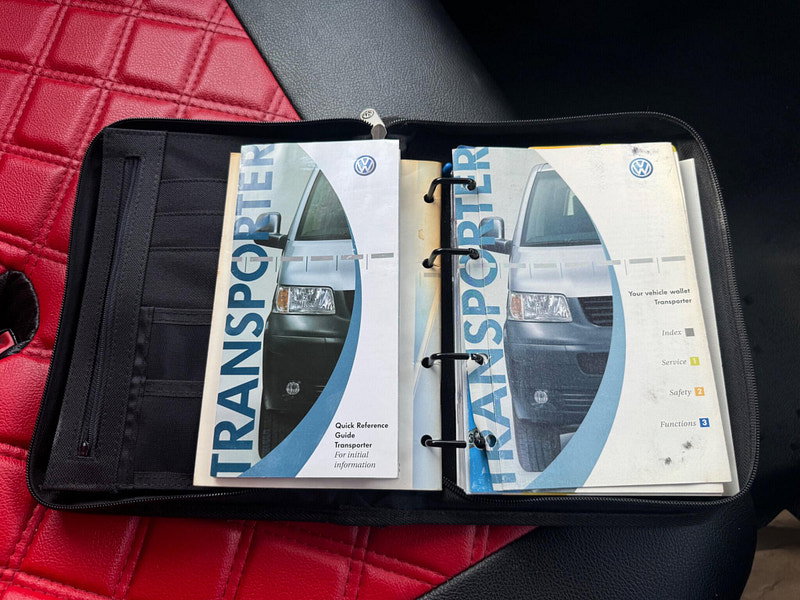 TRANSPORTER
Quick Reference
Guide
Transporter
For initial
information
TRANSPORTER
Your vehicle wallet
Transporter
Index
Service 1
Safety 2
Functions 3